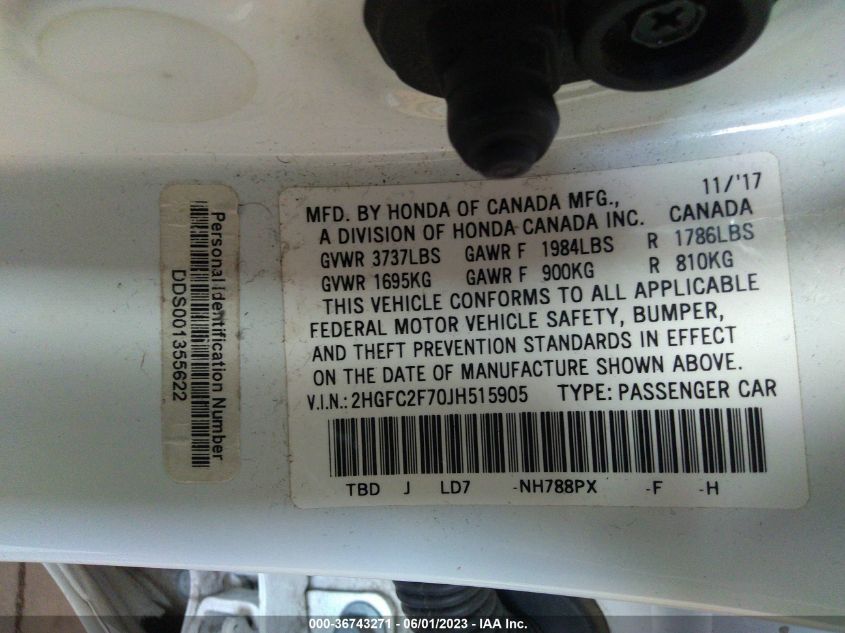 11/'17
MFD. BY HONDA OF CANADA MFG.,
A DIVISION OF HONDA CANADA INC. CANADA
GVWR 3737LBS GAWR F 1984LBS R 1786LBS
GVWR 1695KG GAWR F 900KG R 810KG
THIS VEHICLE CONFORMS TO ALL APPLICABLE
FEDERAL MOTOR VEHICLE SAFETY, BUMPER,
AND THEFT PREVENTION STANDARDS IN EFFECT
ON THE DATE OF MANUFACTURE SHOWN ABOVE.
V.I.N.: 2HGFC2F70JH515905 TYPE: PASSENGER CAR
TBD J LD7 -NH788PX -F -H
Personal Identification Number
DDS001355622
000-36743271 - 06/01/2023 - IAA Inc.